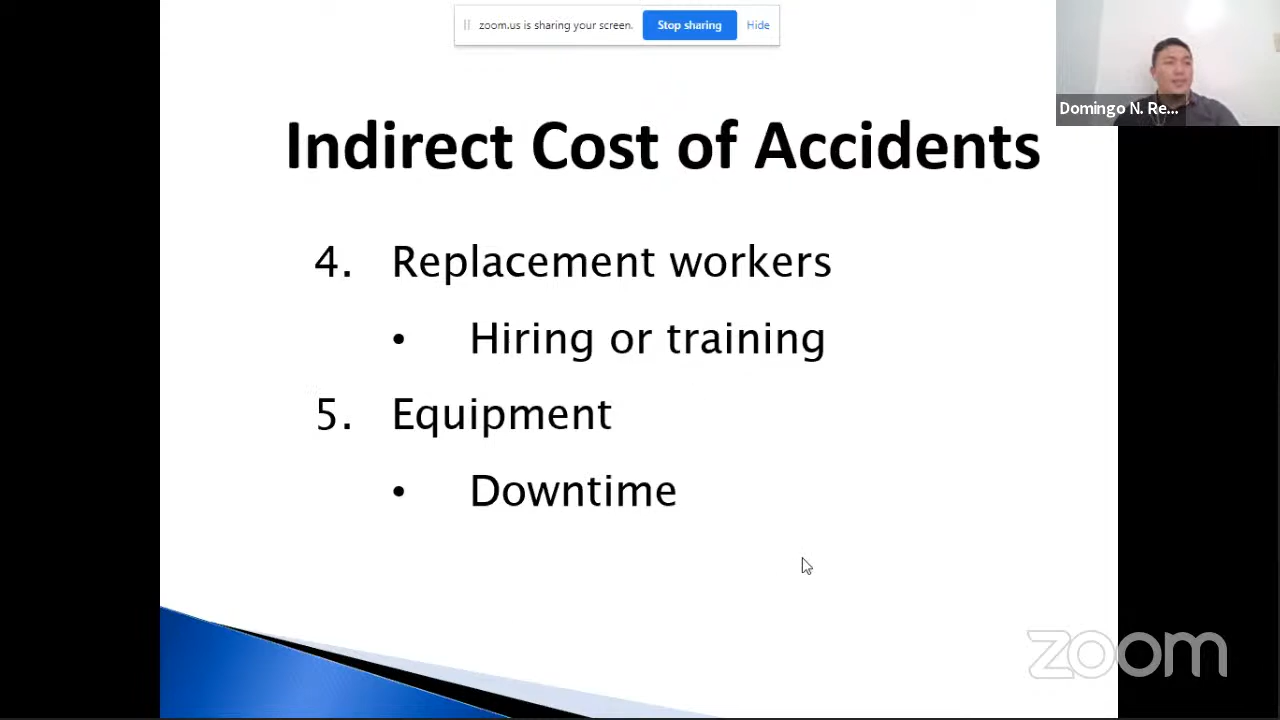 zoom.us is sharing your screen. Stop sharing Hide
Domingo N. Re...
Indirect Cost of Accidents
4. Replacement workers
• Hiring or training
5. Equipment
• Downtime
zoom